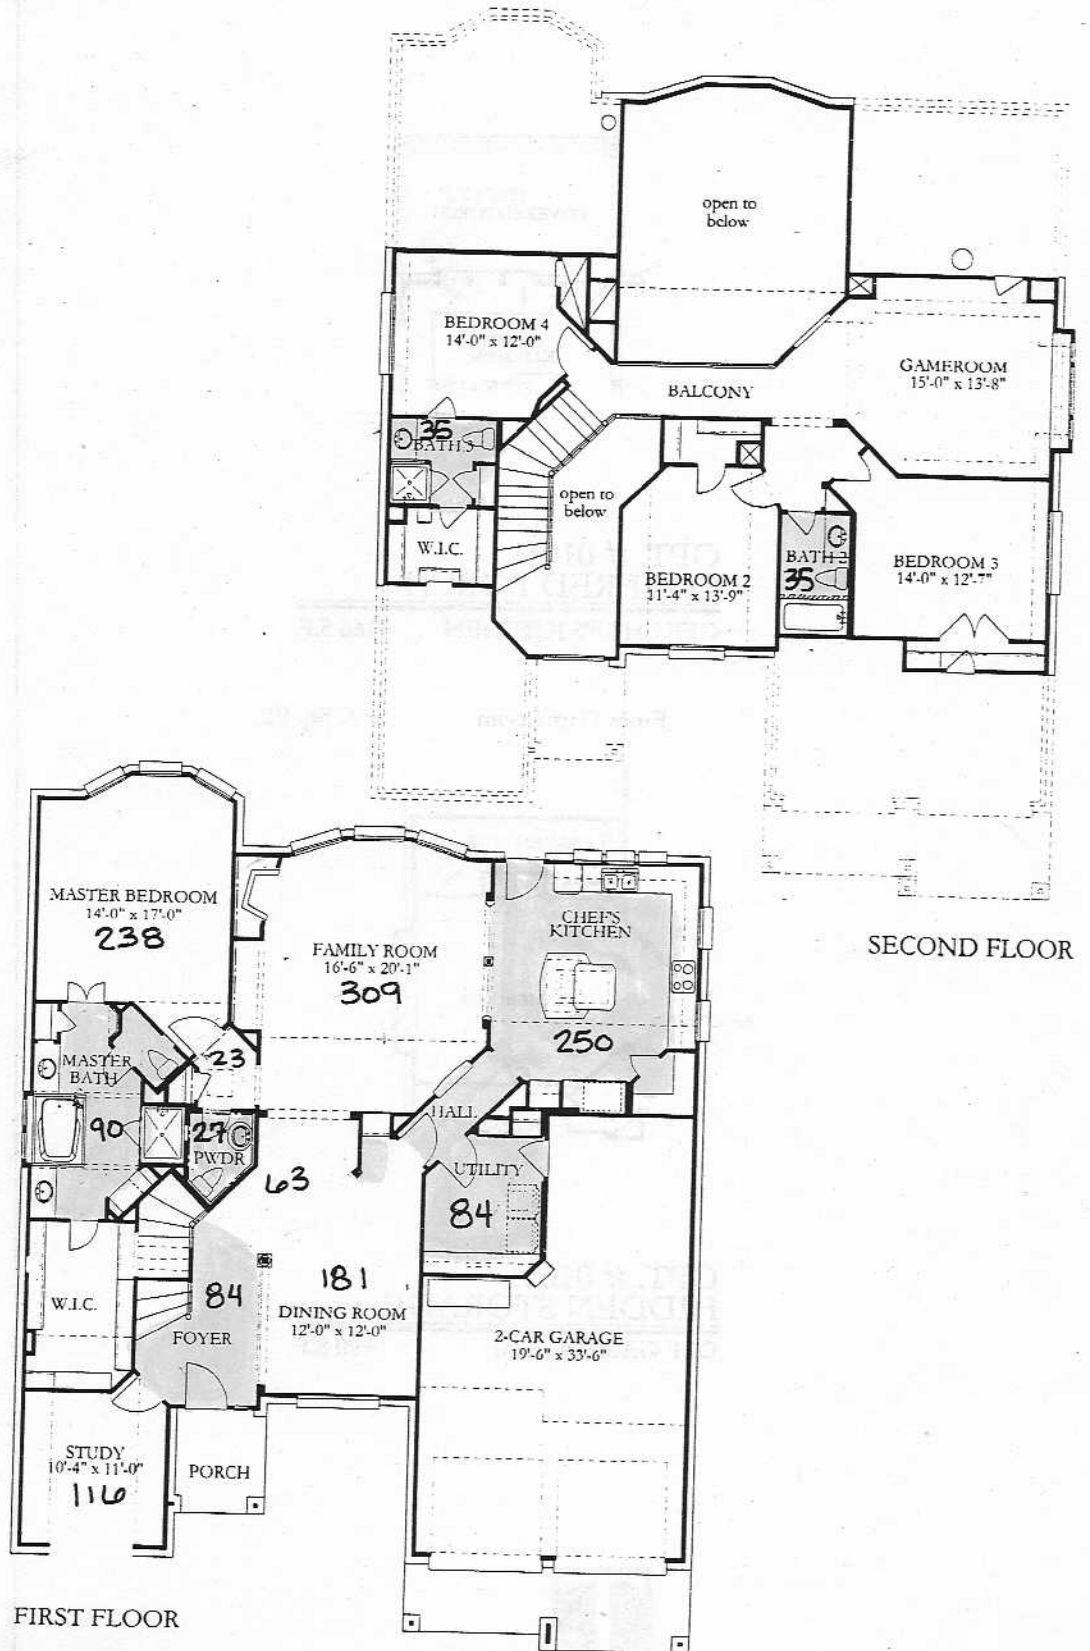 open to
below
BEDROOM 4
14'-0" x 12'-0"
GAMEROOM
15'-0" x 13'-8"
BALCONY
35
BATH 3
open to
below
W.I.C.
BEDROOM 2
11'-4" x 13'-9"
BATH 2
35
BEDROOM 3
14'-0" x 12'-7"
SECOND FLOOR
MASTER BEDROOM
14'-0" x 17'-0"
238
FAMILY ROOM
16'-6" x 20'-1"
309
CHEF'S
KITCHEN
250
MASTER
BATH
23
90
27
PWDR
HALL
UTILITY
84
63
181
DINING ROOM
12'-0" x 12'-0"
84
FOYER
W.I.C.
2-CAR GARAGE
19'-6" x 33'-6"
STUDY
10'-4" x 11'-0"
116
PORCH
FIRST FLOOR